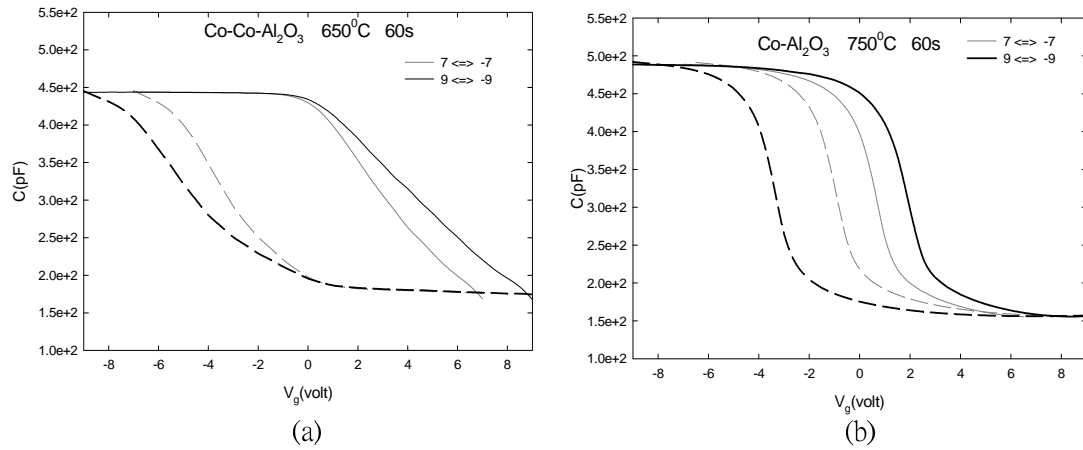 Co-Co-Al2O3 650⁰C 60s
7 <=> -7
9 <=> -9
5.5e+2
5.0e+2
4.5e+2
4.0e+2
3.5e+2
3.0e+2
2.5e+2
2.0e+2
1.5e+2
1.0e+2
C(pF)
-8 -6 -4 -2 0 2 4 6 8
Vg(volt)
(a)
Co-Al2O3 750⁰C 60s
7 <=> -7
9 <=> -9
5.5e+2
5.0e+2
4.5e+2
4.0e+2
3.5e+2
3.0e+2
2.5e+2
2.0e+2
1.5e+2
1.0e+2
C(pF)
-8 -6 -4 -2 0 2 4 6 8
Vg(volt)
(b)